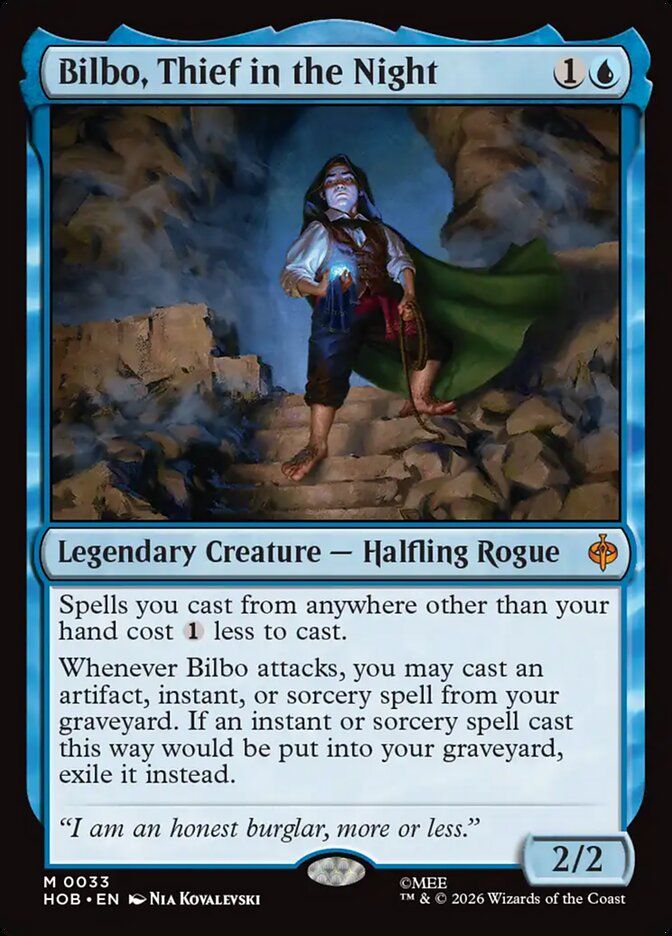 Bilbo, Thief in the Night 1
Legendary Creature — Halfling Rogue
Spells you cast from anywhere other than your
hand cost 1 less to cast.
Whenever Bilbo attacks, you may cast an
artifact, instant, or sorcery spell from your
graveyard. If an instant or sorcery spell cast
this way would be put into your graveyard,
exile it instead.
“I am an honest burglar, more or less.”
2/2
M 0033
HOB • EN Nia Kovalevski
©MEE
™ & © 2026 Wizards of the Coast